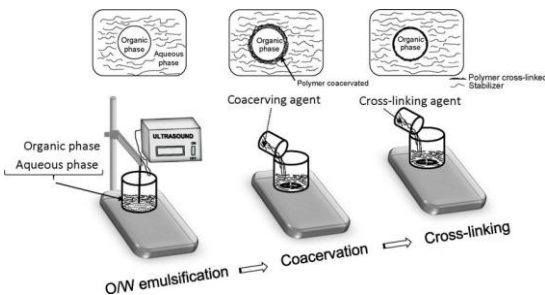 Organic
phase
Aqueous
phase
Organic
phase
Polymer coacervated
Organic
phase
Polymer cross-linked
Stabilizer
Coacerving agent
Cross-linking agent
ULTRASOUND
Organic phase
Aqueous phase
O/W emulsification
Coacervation
Cross-linking